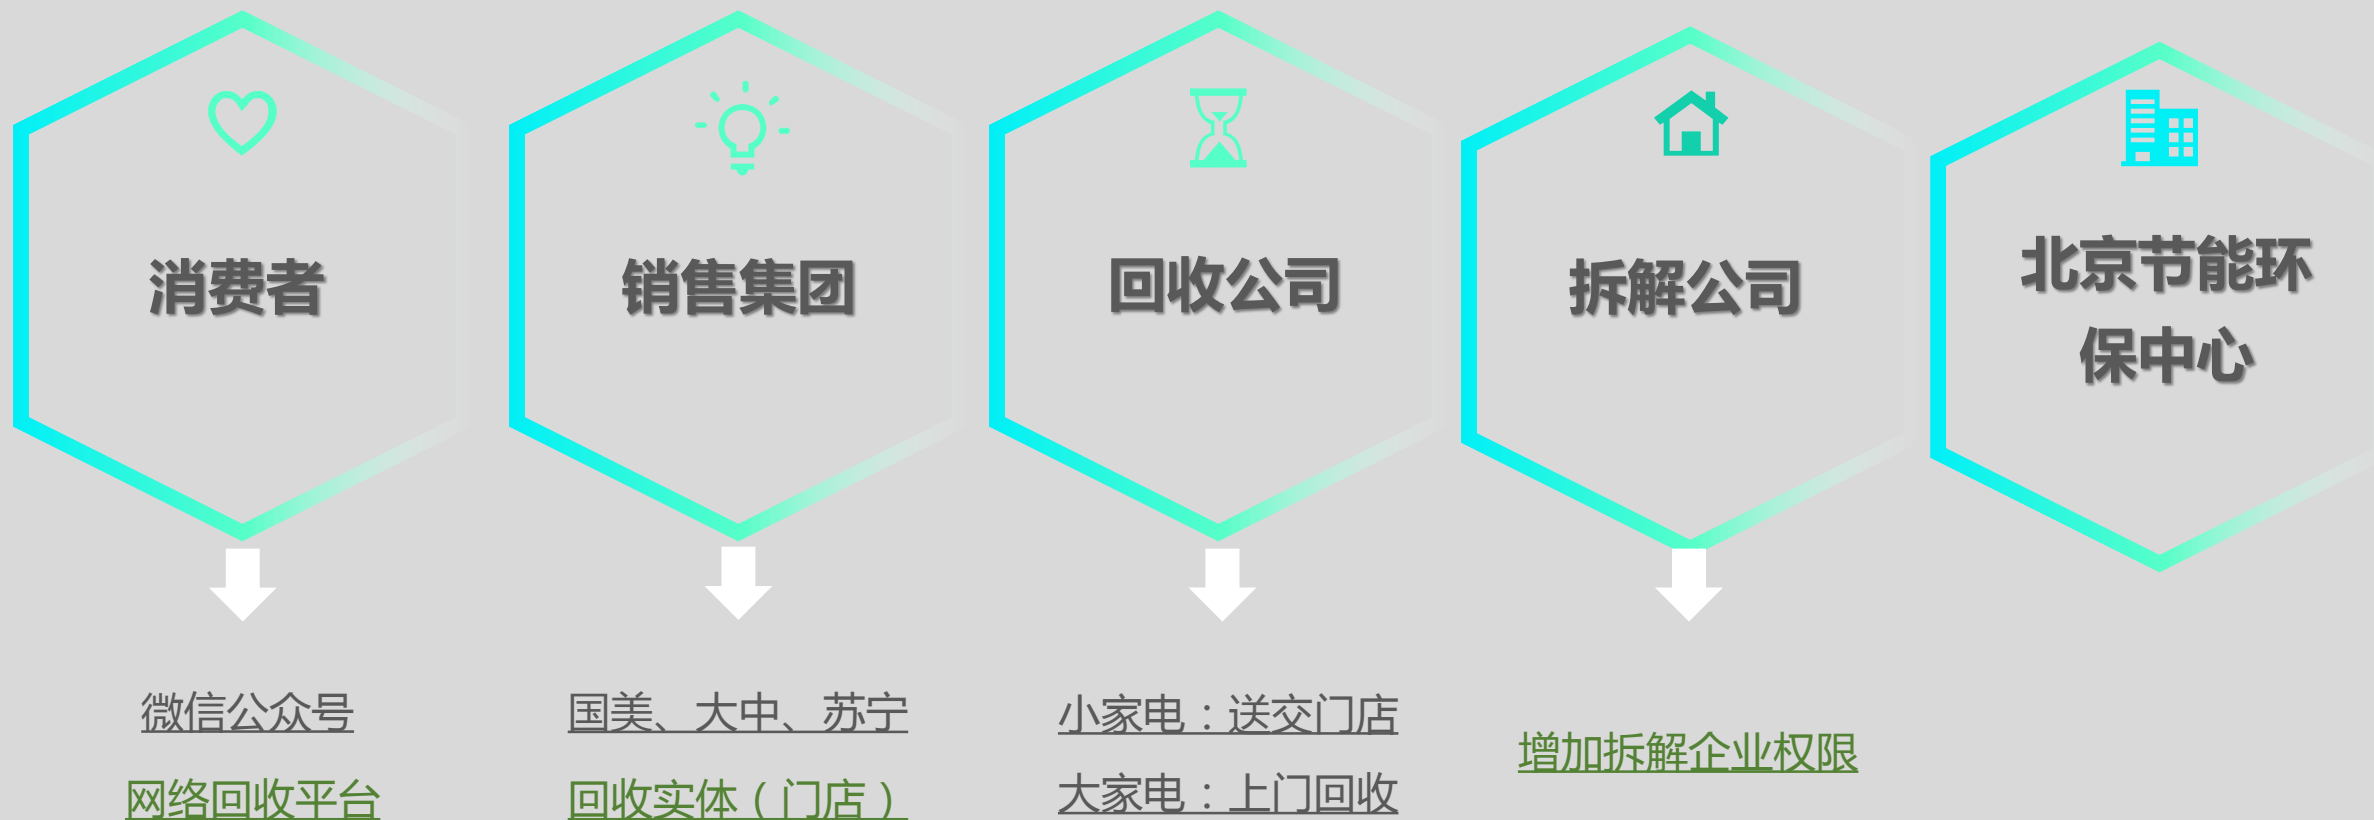 消费者
微信公众号
网络回收平台
销售集团
国美、大中、苏宁
回收实体（门店）
回收公司
小家电：送交门店
大家电：上门回收
拆解公司
增加拆解企业权限
北京节能环
保中心